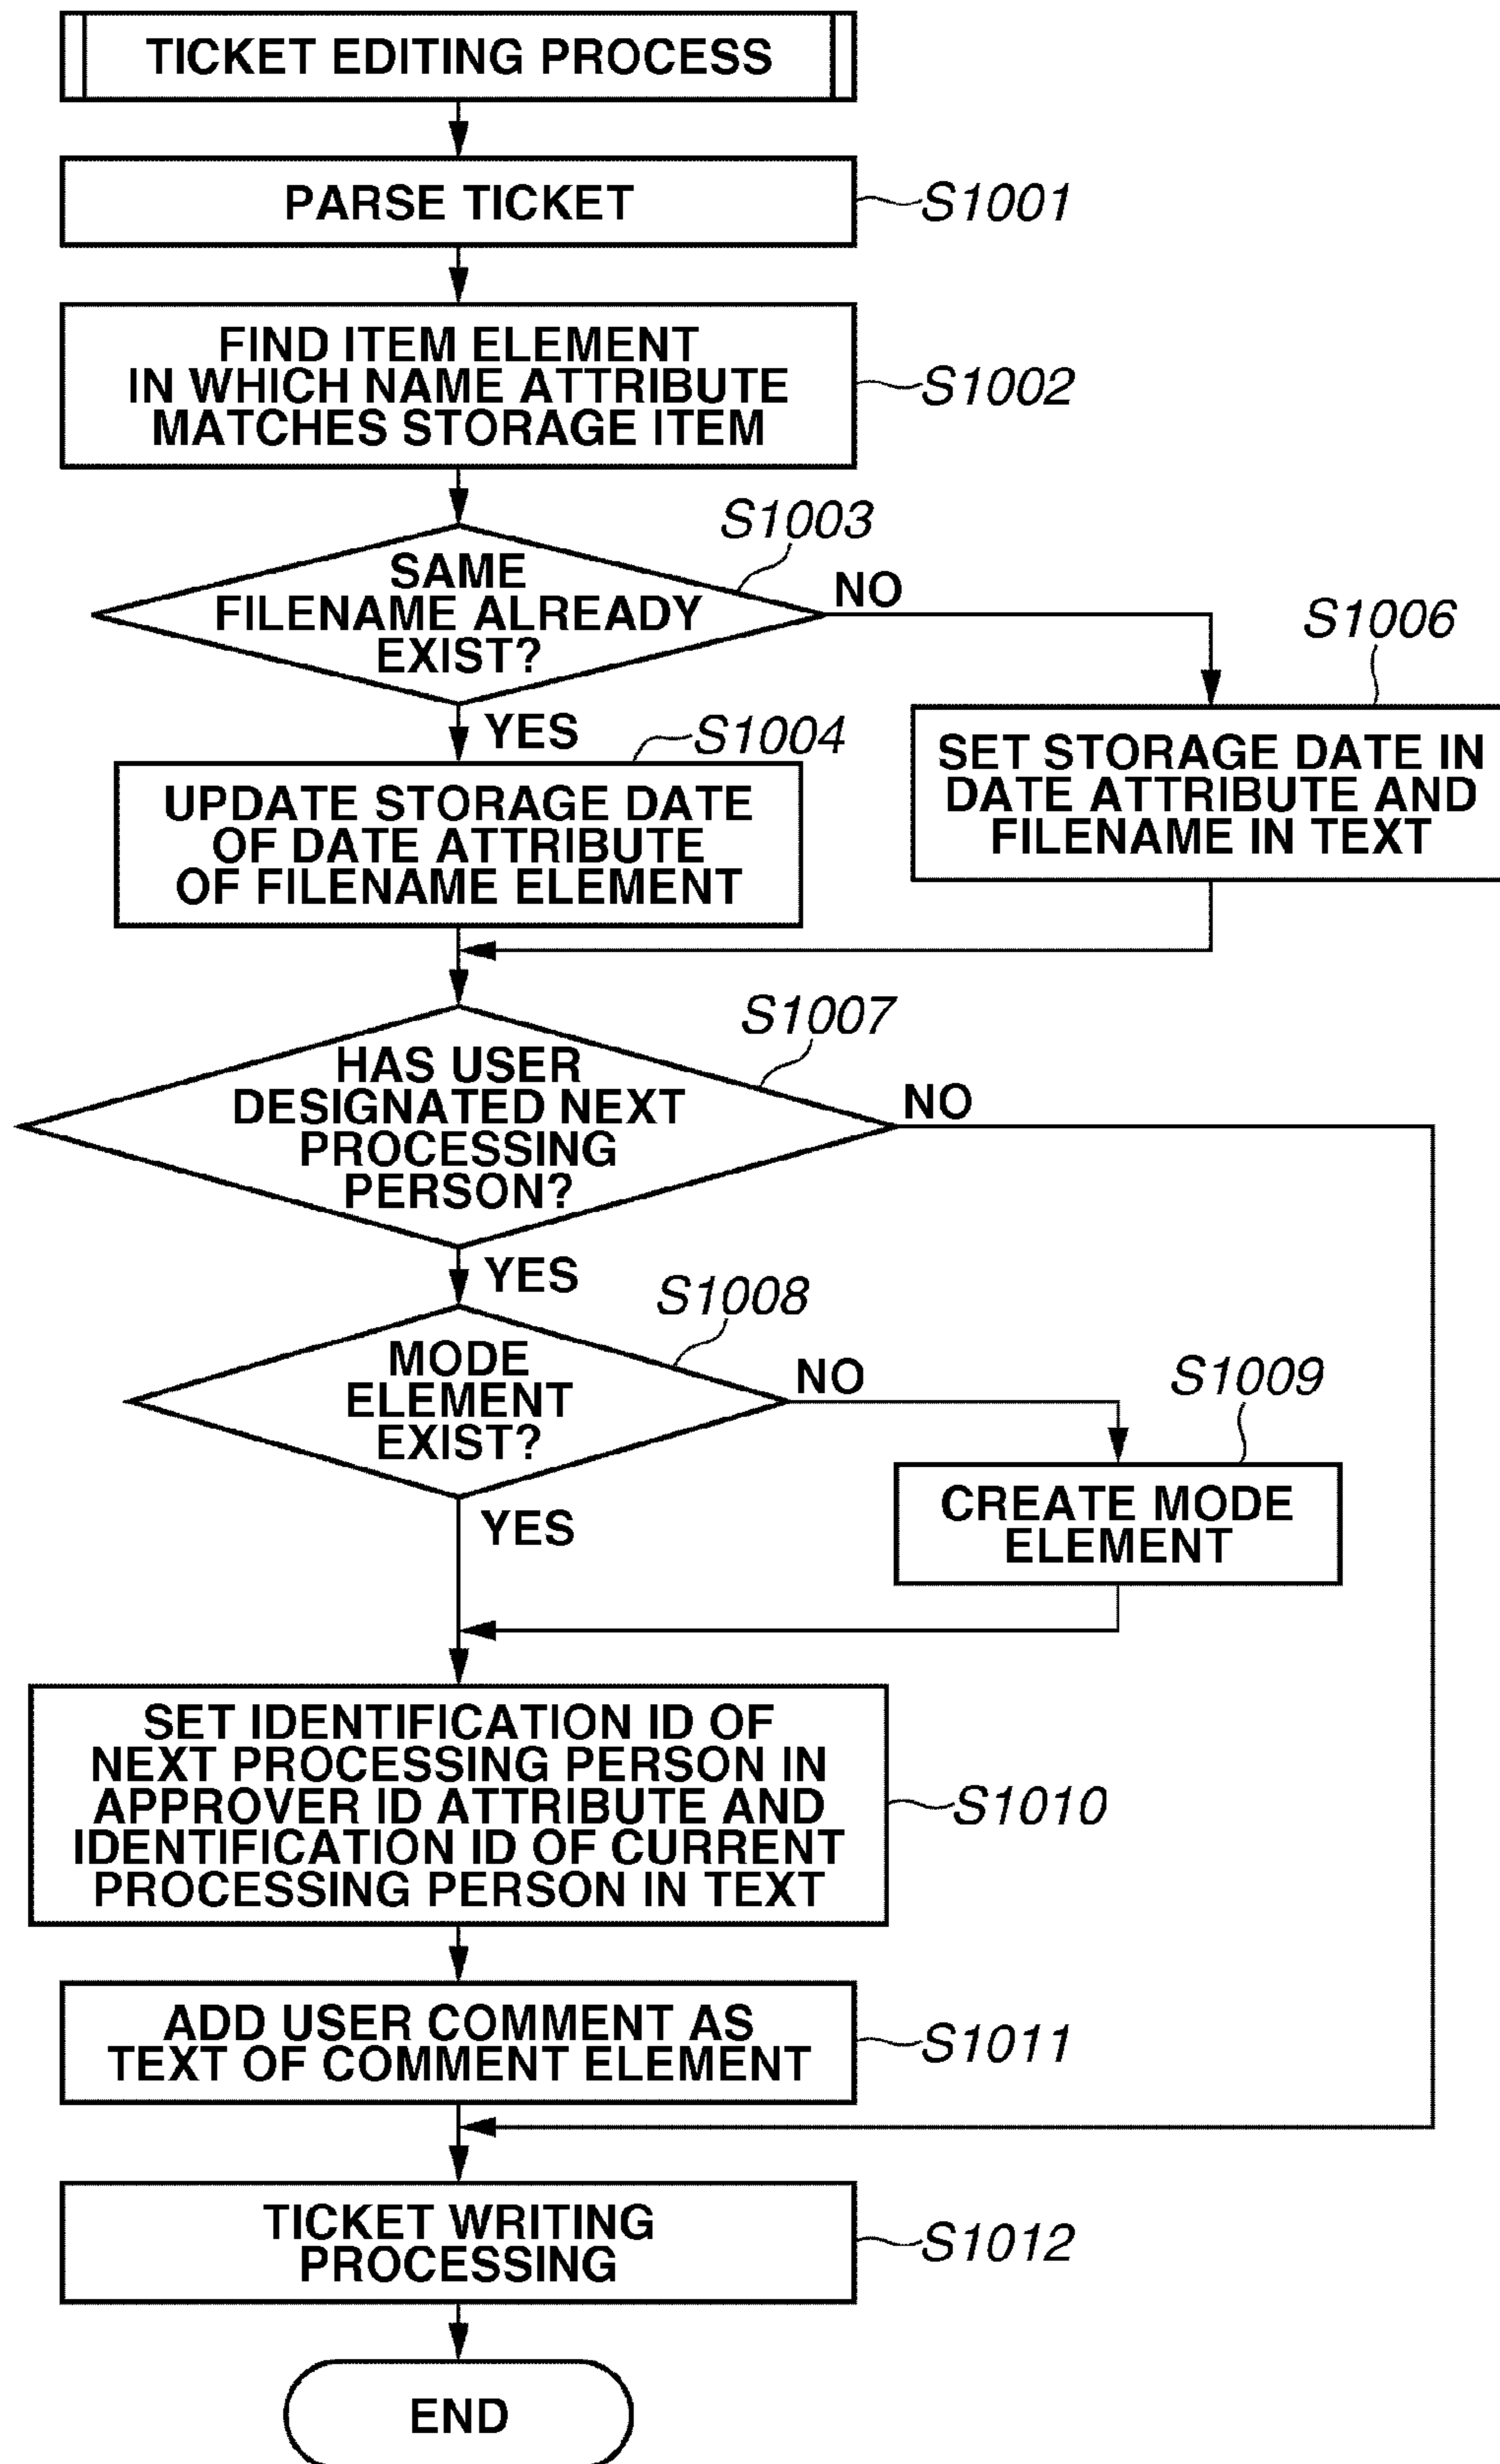 TICKET EDITING PROCESS
PARSE TICKET
S1001
FIND ITEM ELEMENT
IN WHICH NAME ATTRIBUTE
MATCHES STORAGE ITEM
S1002
SAME
FILENAME ALREADY
EXIST?
S1003
NO
YES
S1004
UPDATE STORAGE DATE
OF DATE ATTRIBUTE
OF FILENAME ELEMENT
S1006
SET STORAGE DATE IN
DATE ATTRIBUTE AND
FILENAME IN TEXT
S1007
HAS USER
DESIGNATED NEXT
PROCESSING
PERSON?
NO
YES
S1008
MODE
ELEMENT
EXIST?
NO
YES
S1009
CREATE MODE
ELEMENT
SET IDENTIFICATION ID OF
NEXT PROCESSING PERSON IN
APPROVER ID ATTRIBUTE AND
IDENTIFICATION ID OF CURRENT
PROCESSING PERSON IN TEXT
S1010
ADD USER COMMENT AS
TEXT OF COMMENT ELEMENT
S1011
TICKET WRITING
PROCESSING
S1012
END